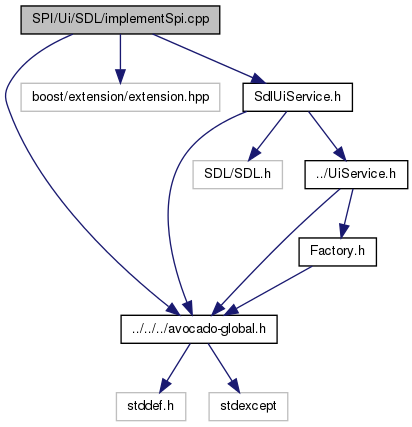 SPI/Ui/SDL/implementSpi.cpp
boost/extension/extension.hpp
SdlUiService.h
SDL/SDL.h
../UiService.h
Factory.h
../../../avocado-global.h
stddef.h
stdexcept